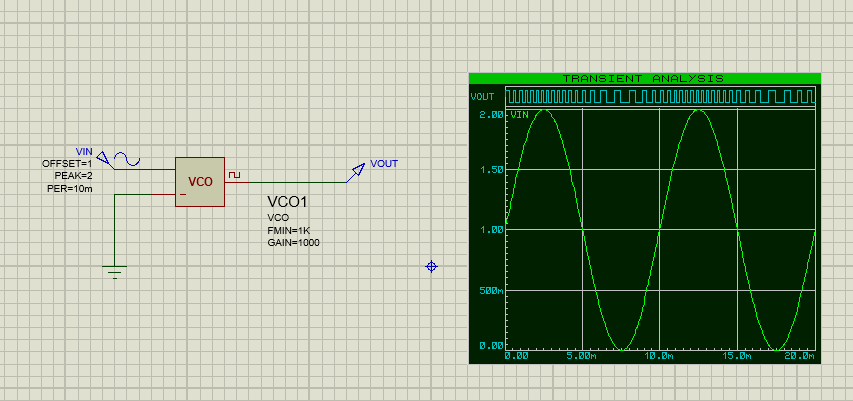 VIN
OFFSET=1
PEAK=2
PER=10m
VCO
VOUT
VCO1
VCO
FMIN=1K
GAIN=1000
TRANSIENT ANALYSIS
VOUT
VIN
2.00
1.50
1.00
500m
0.00
0.00 5.00m 10.0m 15.0m 20.0m